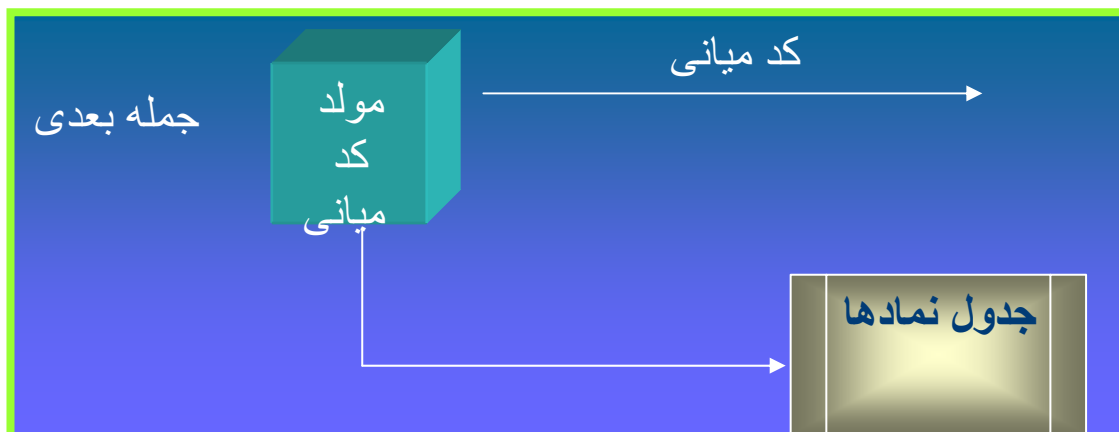 کد میانی
جمله بعدی
مولد
کد
میانی
جدول نمادها